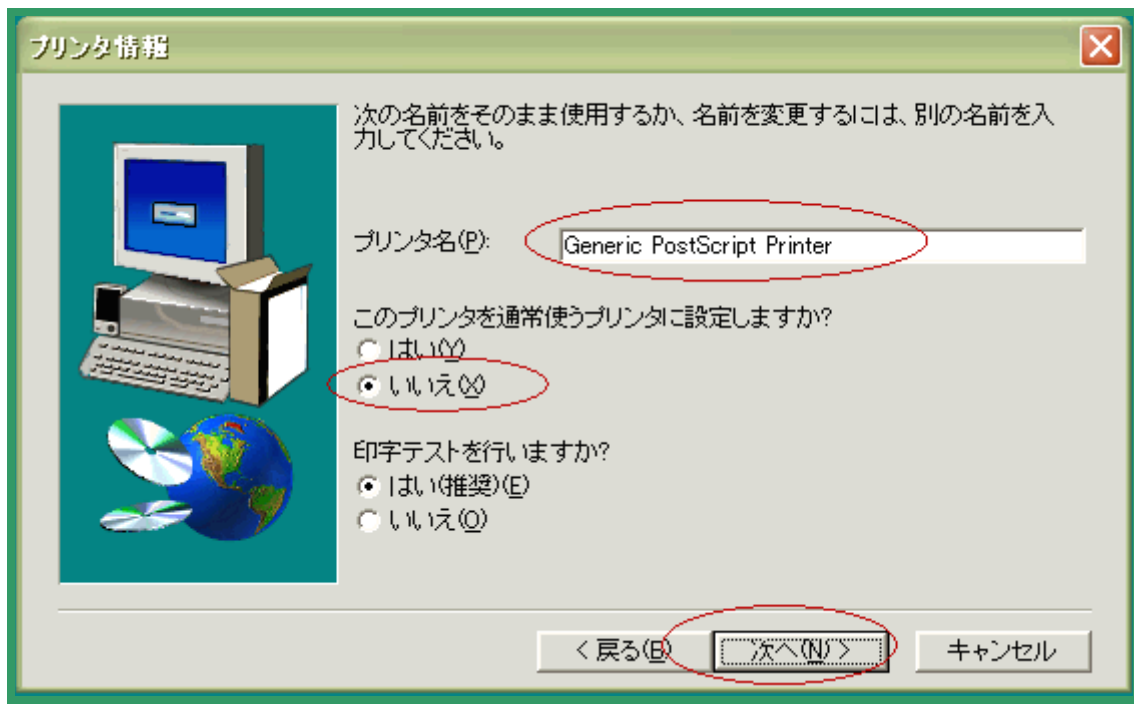 プリンタ情報
次の名前をそのまま使用するか、名前を変更するには、別の名前を入
力してください。
プリンタ名(P): Generic PostScript Printer
このプリンタを通常使うプリンタに設定しますか?
はい(Y)
いいえ(X)
印字テストを行いますか?
はい(推奨)(E)
いいえ(O)
< 戻る(B) 次へ(N) > キャンセル